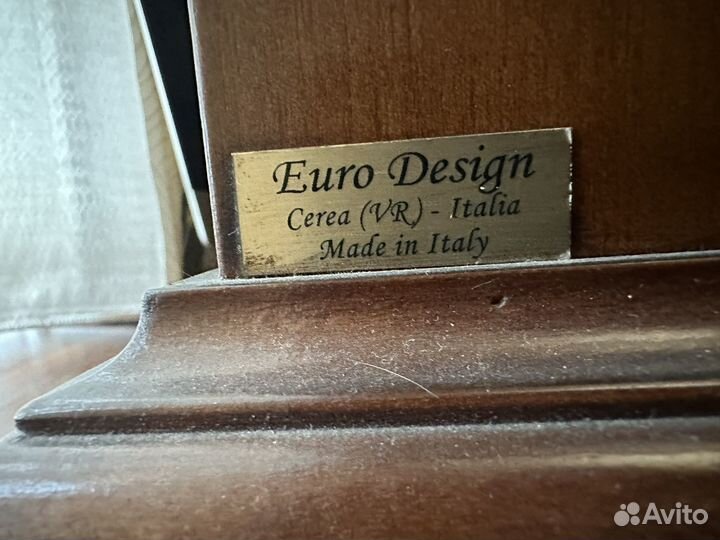 Euro Design
Cerea (VR) - Italia
Made in Italy
Avito